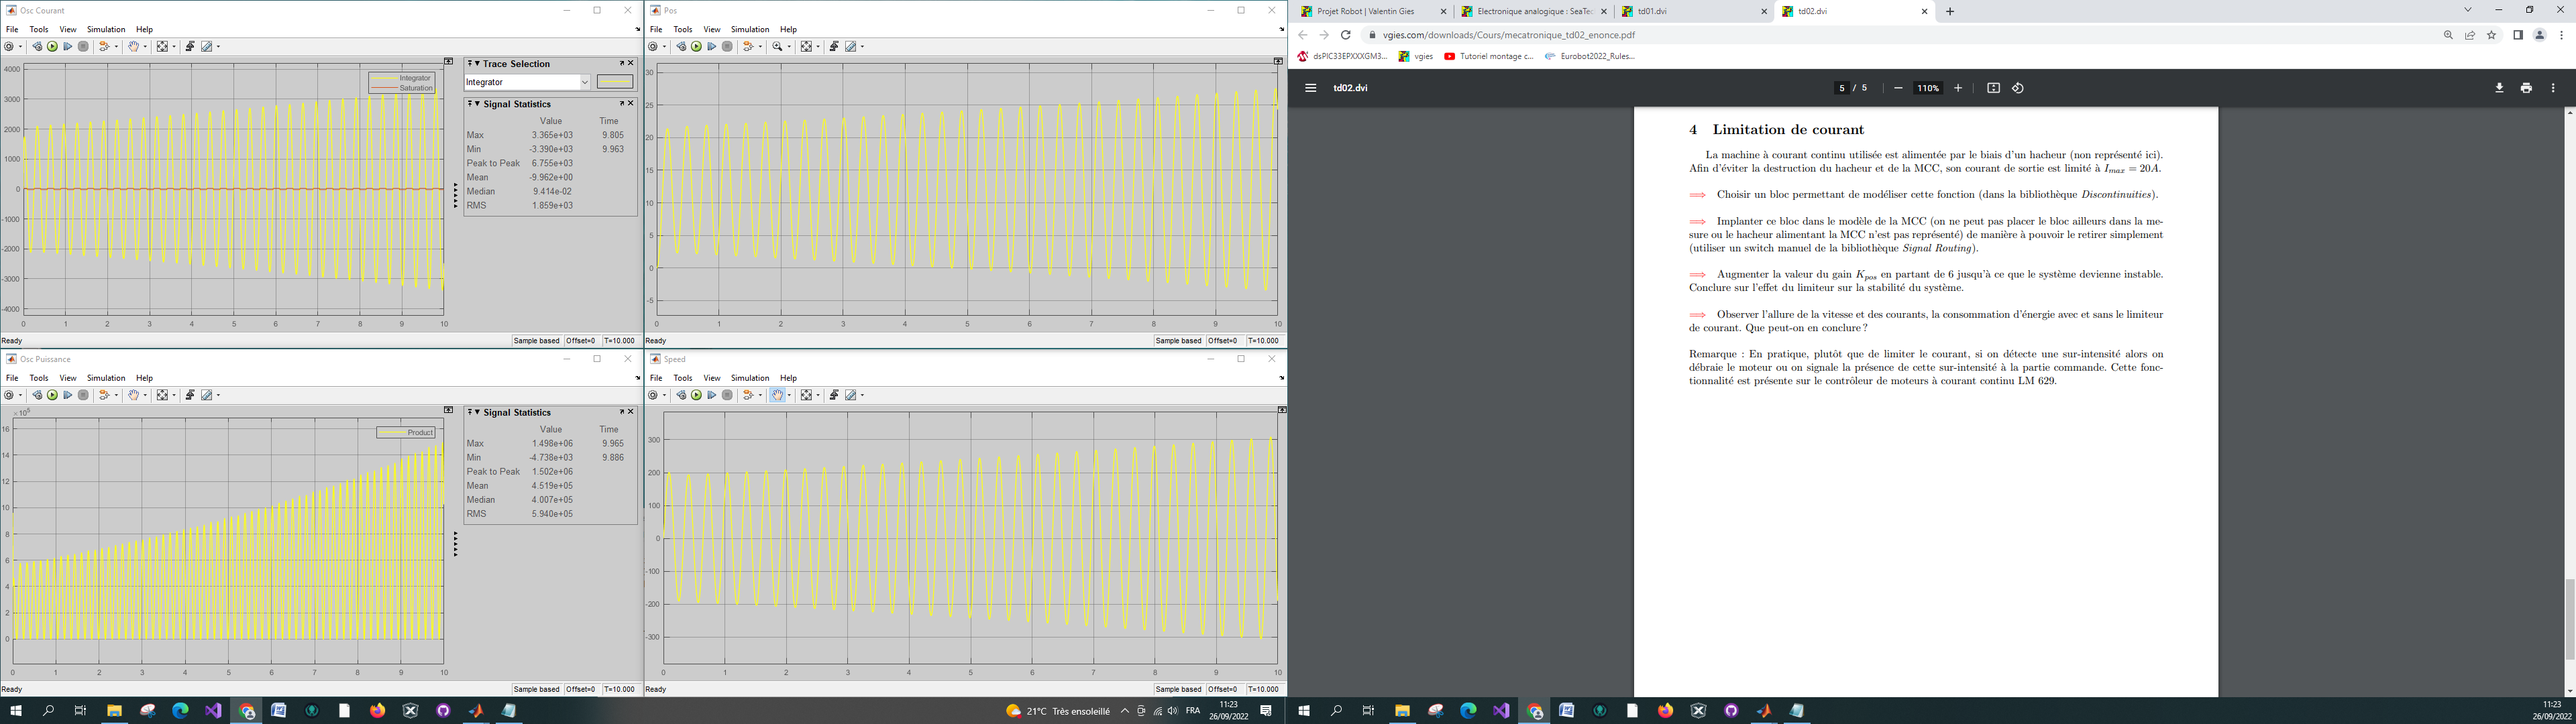 Osc Courant
File Tools View Simulation Help
4000
3000
2000
1000
0
-1000
-2000
-3000
-4000
0 1 2 3 4 5 6 7 8 9 10
Integrator
Saturation
Trace Selection
Integrator
Signal Statistics
Value Time
Max 3.365e+03 9.805
Min -3.390e+03 9.963
Peak to Peak 6.755e+03
Mean -9.962e+00
Median 9.414e-02
RMS 1.859e+03
Ready Sample based Offset=0 T=10.000
Pos
File Tools View Simulation Help
30
25
20
15
10
5
0
-5
0 1 2 3 4 5 6 7 8 9 10
Ready Sample based Offset=0 T=10.000
Osc Puissance
File Tools View Simulation Help
×10^5
16
14
12
10
8
6
4
2
0
0 1 2 3 4 5 6 7 8 9 10
Product
Signal Statistics
Value Time
Max 1.498e+06 9.965
Min -4.738e+03 9.886
Peak to Peak 1.502e+06
Mean 4.519e+05
Median 4.007e+05
RMS 5.940e+05
Ready Sample based Offset=0 T=10.000
Speed
File Tools View Simulation Help
300
200
100
0
-100
-200
-300
0 1 2 3 4 5 6 7 8 9 10
Ready Sample based Offset=0 T=10.000
21°C Très ensoleillé FRA 11:23
26/09/2022
Projet Robot | Valentin Gies Electronique analogique : SeaTec td01.dvi td02.dvi
vgies.com/downloads/Cours/mecatronique_td02_enonce.pdf
dsPIC33EPXXXGM3... vgies Tutoriel montage c... Eurobot2022_Rules...
td02.dvi 5 / 5 110%
4 Limitation de courant
La machine à courant continu utilisée est alimentée par le biais d'un hacheur (non représenté ici).
Afin d'éviter la destruction du hacheur et de la MCC, son courant de sortie est limité à Imax = 20A.
⟹ Choisir un bloc permettant de modéliser cette fonction (dans la bibliothèque Discontinuities).
⟹ Implanter ce bloc dans le modèle de la MCC (on ne peut pas placer le bloc ailleurs dans la me-
sure ou le hacheur alimentant la MCC n'est pas représenté) de manière à pouvoir le retirer simplement
(utiliser un switch manuel de la bibliothèque Signal Routing).
⟹ Augmenter la valeur du gain Kpos en partant de 6 jusqu'à ce que le système devienne instable.
Conclure sur l'effet du limiteur sur la stabilité du système.
⟹ Observer l'allure de la vitesse et des courants, la consommation d'énergie avec et sans le limiteur
de courant. Que peut-on en conclure ?
Remarque : En pratique, plutôt que de limiter le courant, si on détecte une sur-intensité alors on
débraie le moteur ou on signale la présence de cette sur-intensité à la partie commande. Cette fonc-
tionnalité est présente sur le contrôleur de moteurs à courant continu LM 629.
11:23
26/09/2022